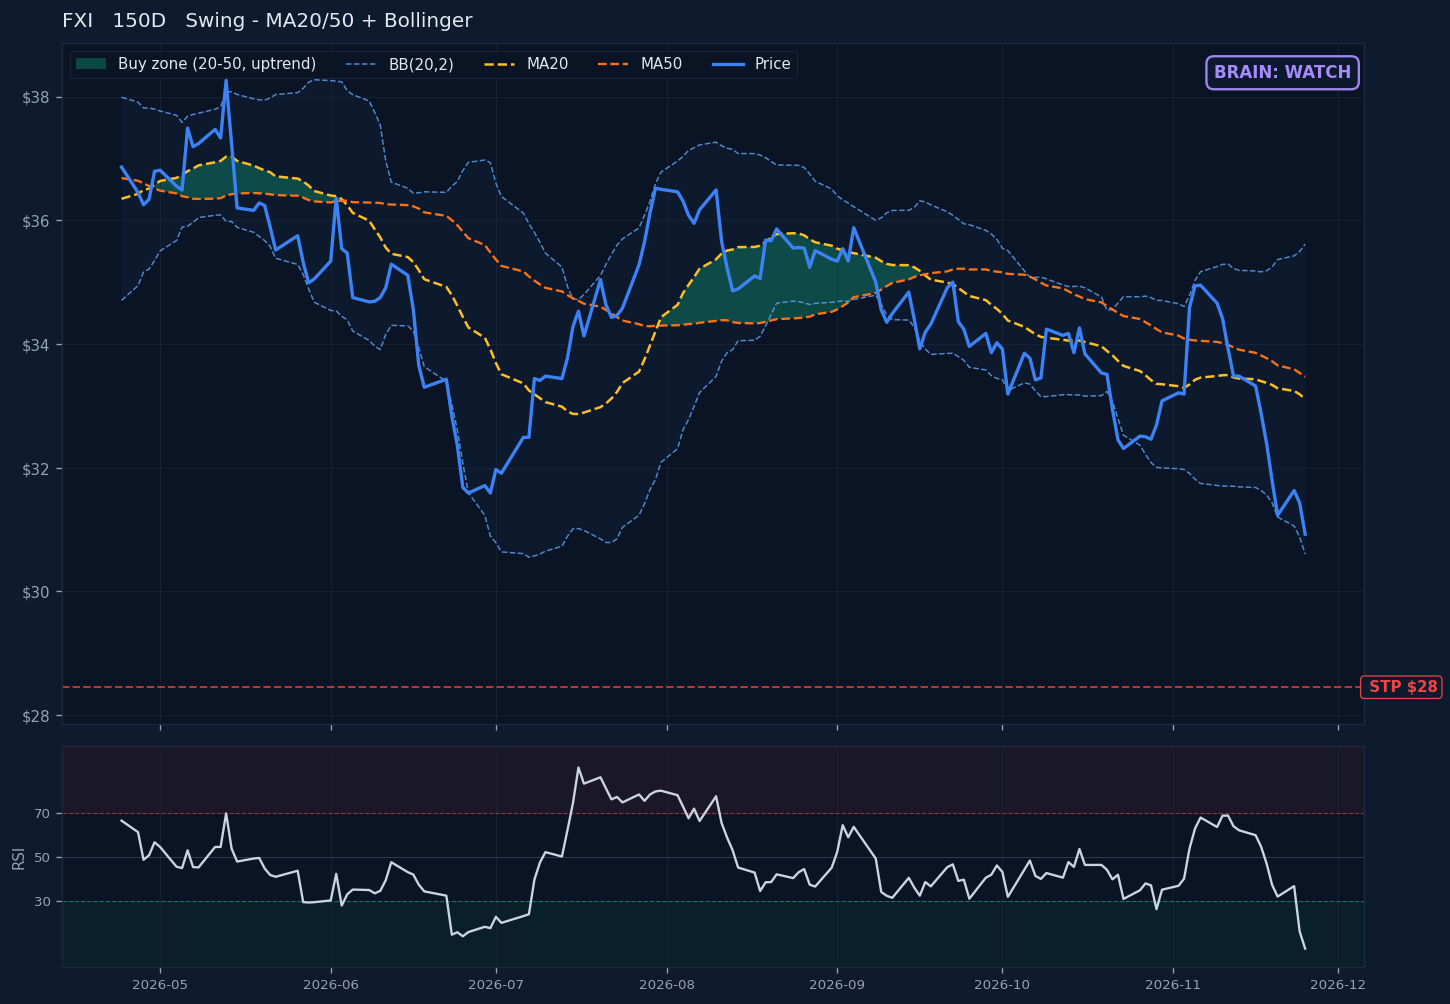 FXI   150D   Swing - MA20/50 + Bollinger
Buy zone (20-50, uptrend)   BB(20,2)   MA20   MA50   Price
BRAIN: WATCH
$38
$36
$34
$32
$30
$28
STP $28
RSI
70
50
30
2026-05   2026-06   2026-07   2026-08   2026-09   2026-10   2026-11   2026-12